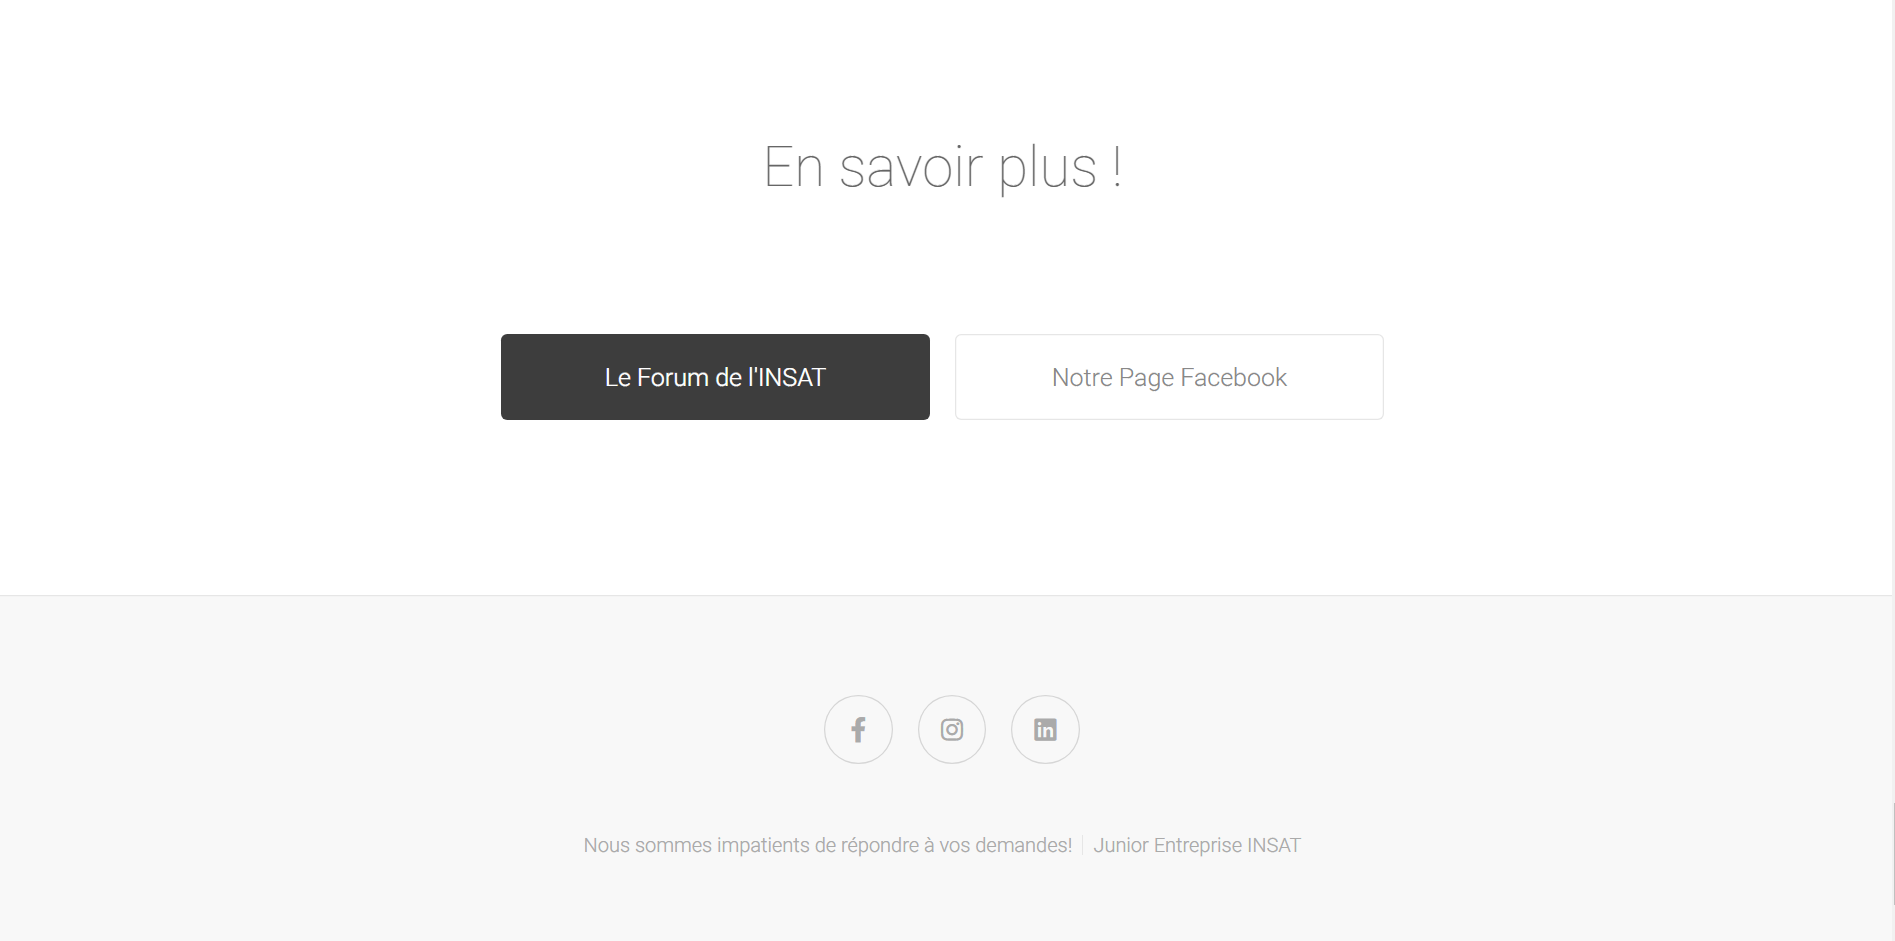 En savoir plus !
Le Forum de l'INSAT
Notre Page Facebook
Nous sommes impatients de répondre à vos demandes!
Junior Entreprise INSAT